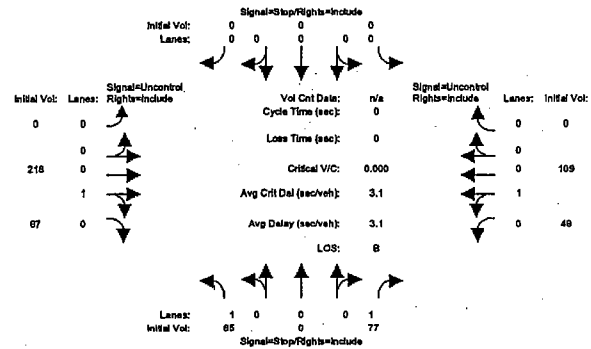 Signal=Stop/Rights=Include
Initial Vol: 0 0 0
Lanes: 0 0 0 0 0
Signal=Uncontrol
Initial Vol: Lanes: Rights=Include
Vol Cnt Date: n/a
Signal=Uncontrol
Rights=Include Lanes: Initial Vol:
Cycle Time (sec): 0
0 0
0 0
Loss Time (sec): 0
0
0
218 0
Critical V/C: 0.000
0 109
1
Avg Crit Del (sec/veh): 3.1
1
67 0
Avg Delay (sec/veh): 3.1
0 48
LOS: B
Lanes: 1 0 0 0 1
Initial Vol: 65 0 77
Signal=Stop/Rights=Include